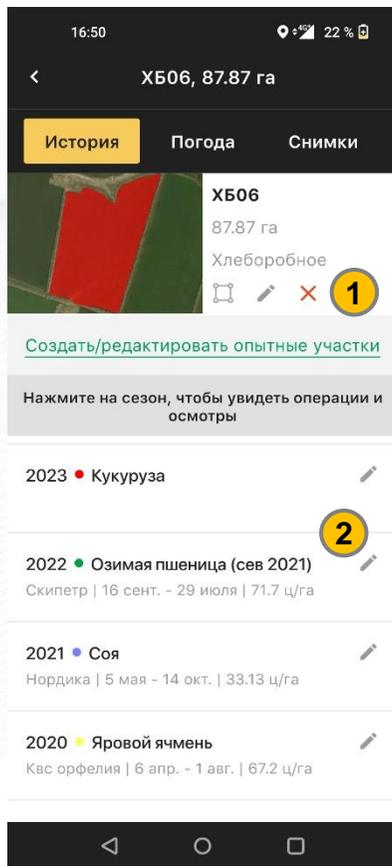 16:50
4G+ 22 %
ХБ06, 87.87 га
История Погода Снимки
ХБ06
87.87 га
Хлеборобное
1
Создать/редактировать опытные участки
Нажмите на сезон, чтобы увидеть операции и
осмотры
2023 Кукуруза
2
2022 Озимая пшеница (сев 2021)
Скипетр | 16 сент. - 29 июля | 71.7 ц/га
2021 Соя
Нордика | 5 мая - 14 окт. | 33.13 ц/га
2020 Яровой ячмень
Квс орфелия | 6 апр. - 1 авг. | 67.2 ц/га